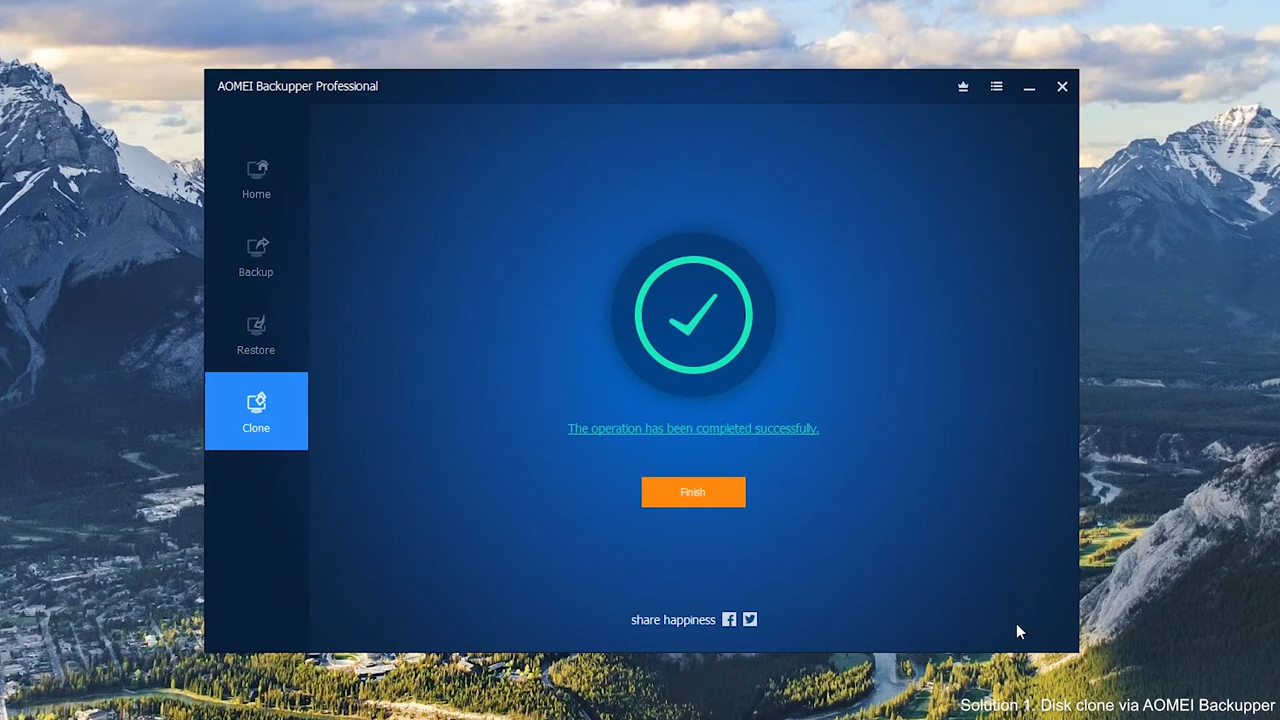 AOMEI Backupper Professional
Home
Backup
Restore
Clone
The operation has been completed successfully.
Finish
share happiness
Solution 1. Disk clone via AOMEI Backupper